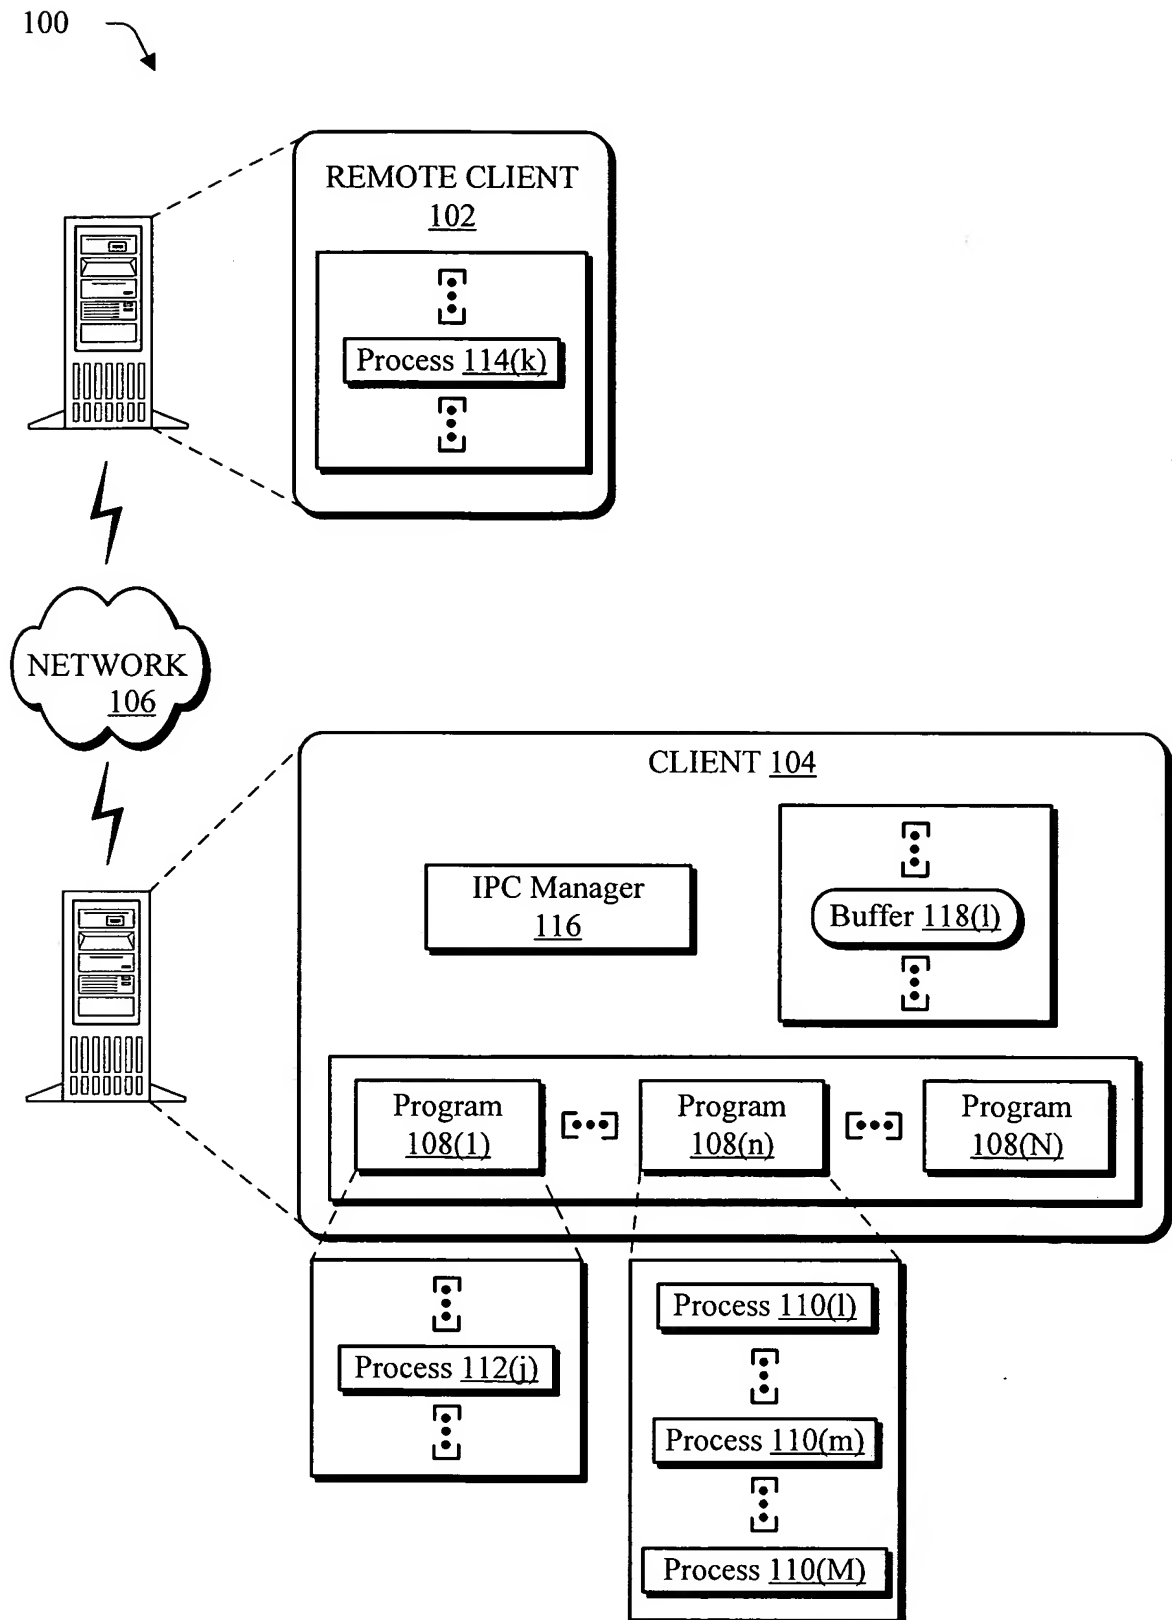 100
REMOTE CLIENT
102
Process 114(k)
NETWORK
106
CLIENT 104
IPC Manager
116
Buffer 118(l)
Program
108(1)
Program
108(n)
Program
108(N)
Process 112(j)
Process 110(l)
Process 110(m)
Process 110(M)